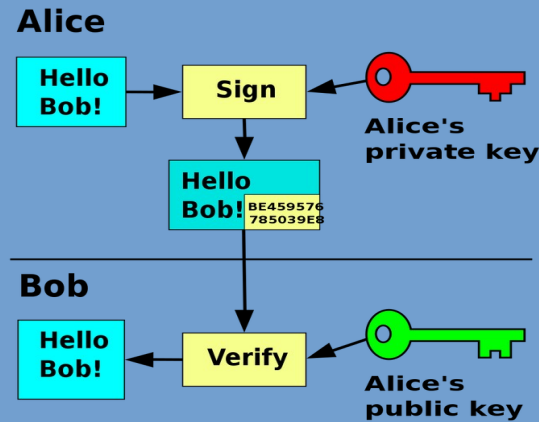 Alice
Hello
Bob!
Sign
Alice's
private key
Hello
Bob!
BE459576
785039E8
Bob
Hello
Bob!
Verify
Alice's
public key